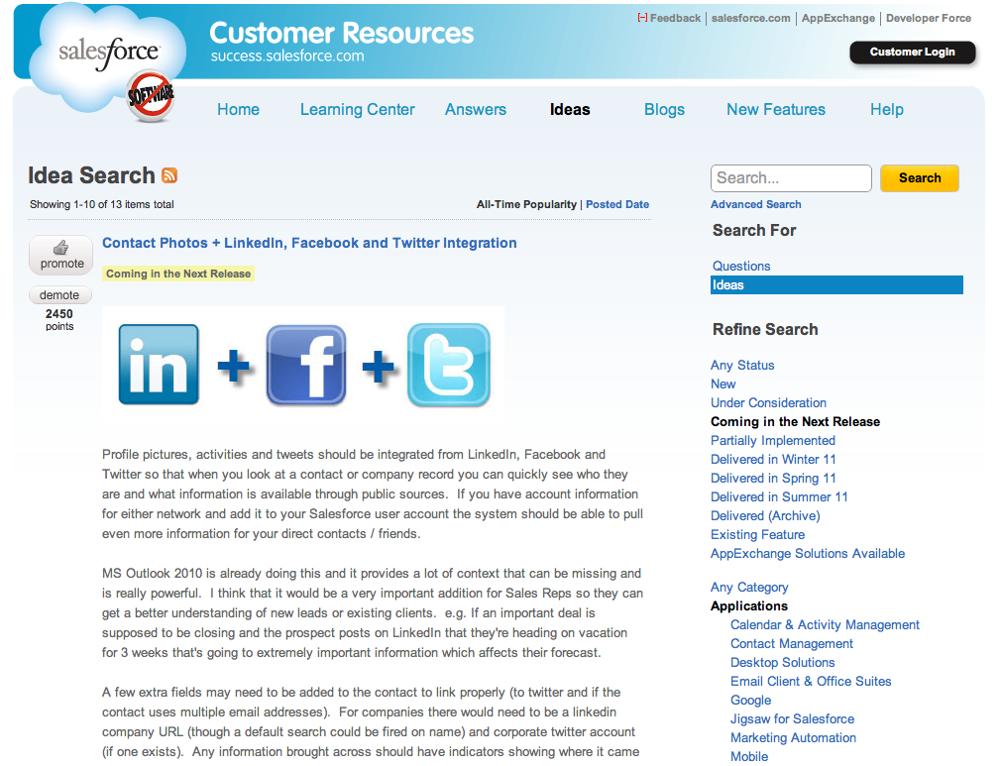 [-] Feedback | salesforce.com | AppExchange | Developer Force
salesforce
SOFTWARE
Customer Resources
success.salesforce.com
Customer Login
Home Learning Center Answers Ideas Blogs New Features Help
Idea Search
Showing 1-10 of 13 items total
All-Time Popularity | Posted Date
promote
demote
2450
points
Contact Photos + LinkedIn, Facebook and Twitter Integration
Coming in the Next Release
in + f + t
Profile pictures, activities and tweets should be integrated from LinkedIn, Facebook and
Twitter so that when you look at a contact or company record you can quickly see who they
are and what information is available through public sources. If you have account information
for either network and add it to your Salesforce user account the system should be able to pull
even more information for your direct contacts / friends.
MS Outlook 2010 is already doing this and it provides a lot of context that can be missing and
is really powerful. I think that it would be a very important addition for Sales Reps so they can
get a better understanding of new leads or existing clients. e.g. If an important deal is
supposed to be closing and the prospect posts on LinkedIn that they're heading on vacation
for 3 weeks that's going to extremely important information which affects their forecast.
A few extra fields may need to be added to the contact to link properly (to twitter and if the
contact uses multiple email addresses). For companies there would need to be a linkedin
company URL (though a default search could be fired on name) and corporate twitter account
(if one exists). Any information brought across should have indicators showing where it came
Search...
Search
Advanced Search
Search For
Questions
Ideas
Refine Search
Any Status
New
Under Consideration
Coming in the Next Release
Partially Implemented
Delivered in Winter 11
Delivered in Spring 11
Delivered in Summer 11
Delivered (Archive)
Existing Feature
AppExchange Solutions Available
Any Category
Applications
Calendar & Activity Management
Contact Management
Desktop Solutions
Email Client & Office Suites
Google
Jigsaw for Salesforce
Marketing Automation
Mobile